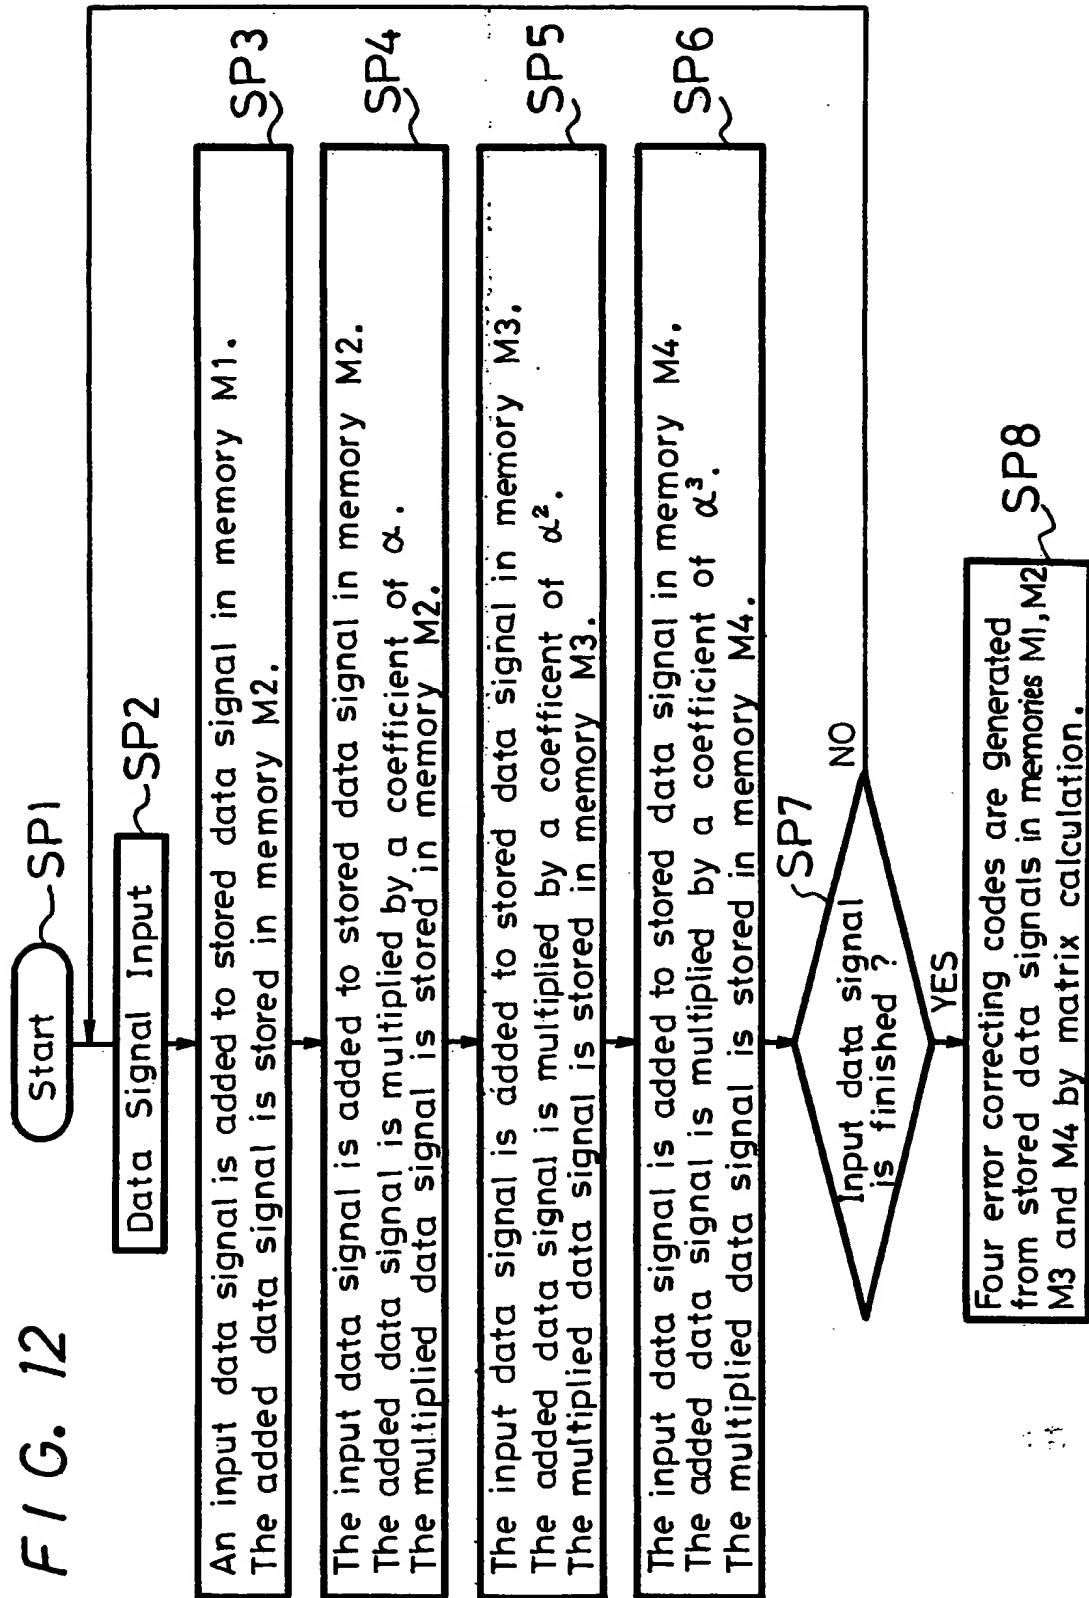 FIG. 12
Start
SP1
Data Signal Input
SP2
An input data signal is added to stored data signal in memory M1.
The added data signal is stored in memory M2.
SP3
The input data signal is added to stored data signal in memory M2.
The added data signal is multiplied by a coefficient of α.
The multiplied data signal is stored in memory M2.
SP4
The input data signal is added to stored data signal in memory M3.
The added data signal is multiplied by a coefficent of α².
The multiplied data signal is stored in memory M3.
SP5
The input data signal is added to stored data signal in memory M4.
The added data signal is multiplied by a coefficient of α³.
The multiplied data signal is stored in memory M4.
SP6
Input data signal
is finished ?
SP7
NO
YES
Four error correcting codes are generated
from stored data signals in memories M1, M2
M3 and M4 by matrix calculation.
SP8